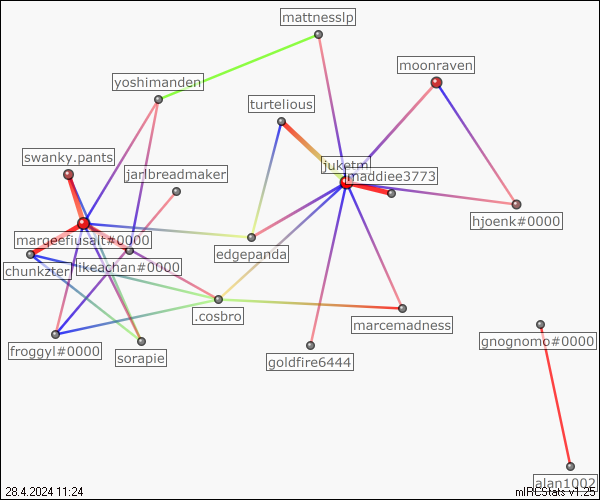 mattnesslp
moonraven
yoshimanden
turtelious
swanky.pants
juketm
jarlbreadmaker
maddiee3773
hjoenk#0000
margeefiusalt#0000
edgepanda
chunkzter
ikeachan#0000
.cosbro
marcemadness
gnognomo#0000
froggyl#0000
sorapie
goldfire6444
alan1002
28.4.2024 11:24
mIRCStats v1.25